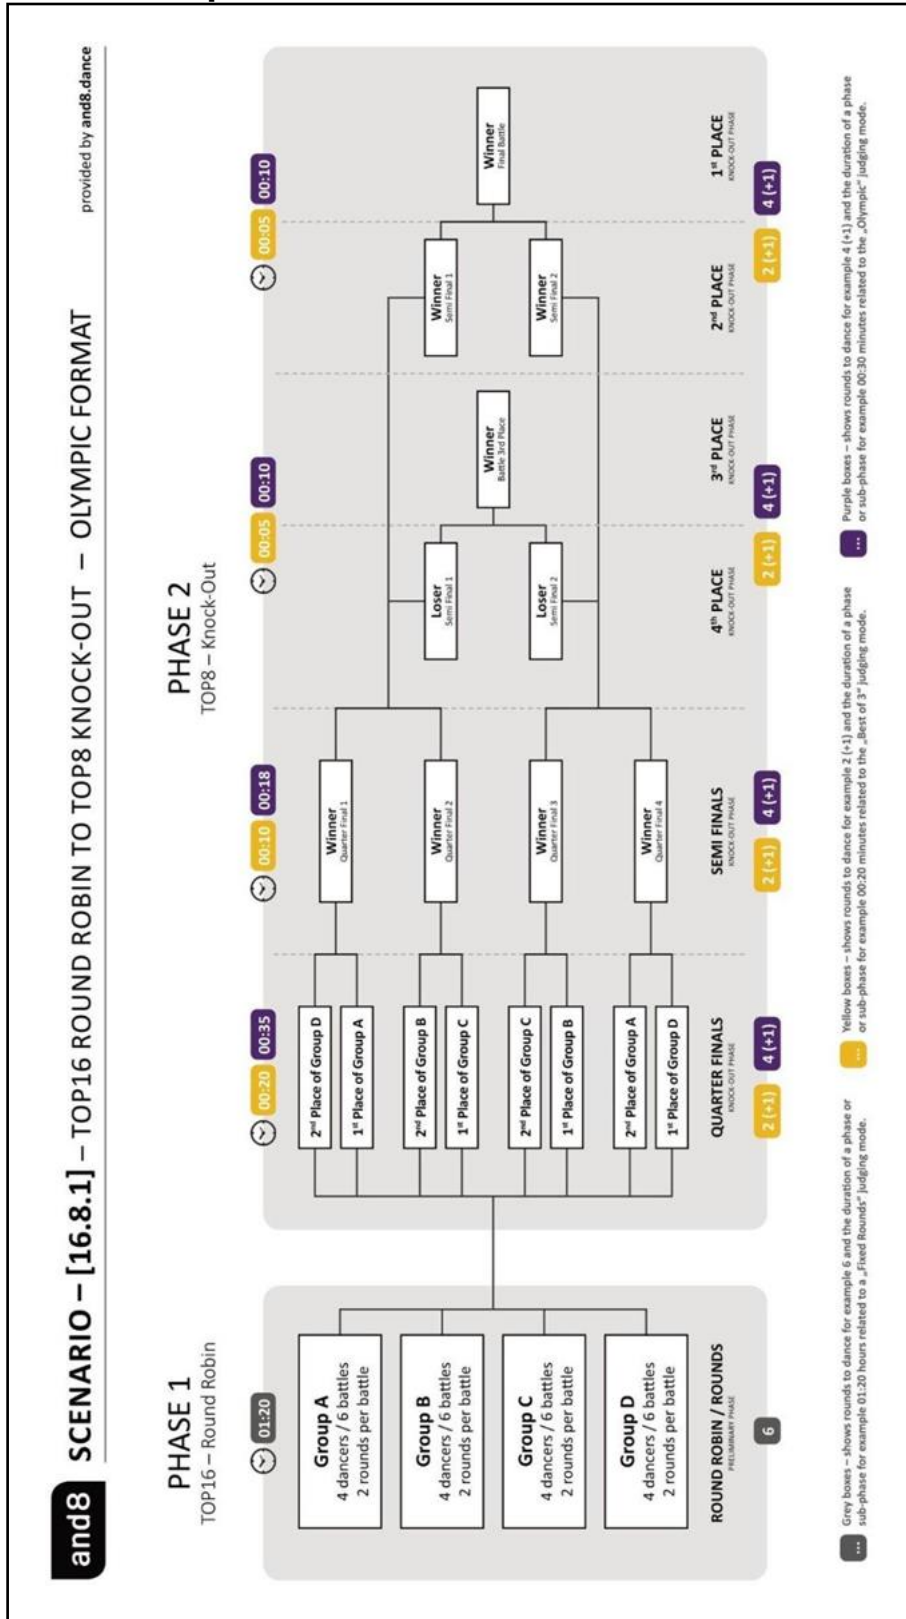 and8 SCENARIO – [16.8.1] – TOP16 ROUND ROBIN TO TOP8 KNOCK-OUT – OLYMPIC FORMAT
provided by and8.dance
PHASE 1
TOP16 – Round Robin
01:20
Group A
4 dancers / 6 battles
2 rounds per battle
Group B
4 dancers / 6 battles
2 rounds per battle
Group C
4 dancers / 6 battles
2 rounds per battle
Group D
4 dancers / 6 battles
2 rounds per battle
ROUND ROBIN / ROUNDS
PRELIMINARY PHASE
6
PHASE 2
TOP8 – Knock-Out
00:20 00:35
2nd Place of Group D
1st Place of Group A
2nd Place of Group B
1st Place of Group C
2nd Place of Group C
1st Place of Group B
2nd Place of Group A
1st Place of Group D
QUARTER FINALS
KNOCK-OUT PHASE
2 (+1) 4 (+1)
00:10 00:18
Winner
Quarter Final 1
Winner
Quarter Final 2
Winner
Quarter Final 3
Winner
Quarter Final 4
SEMI FINALS
KNOCK-OUT PHASE
2 (+1) 4 (+1)
00:05 00:10
Loser
Semi Final 1
Loser
Semi Final 2
4th PLACE
KNOCK-OUT PHASE
Winner
Battle 3rd Place
3rd PLACE
KNOCK-OUT PHASE
2 (+1) 4 (+1)
00:05 00:10
Winner
Semi Final 1
Winner
Semi Final 2
2nd PLACE
KNOCK-OUT PHASE
Winner
Final Battle
1st PLACE
KNOCK-OUT PHASE
2 (+1) 4 (+1)
... Grey boxes – shows rounds to dance for example 6 and the duration of a phase or
sub-phase for example 01:20 hours related to a „Fixed Rounds“ judging mode.
... Yellow boxes – shows rounds to dance for example 2 (+1) and the duration of a phase
or sub-phase for example 00:20 minutes related to the „Best of 3“ judging mode.
... Purple boxes – shows rounds to dance for example 4 (+1) and the duration of a phase
or sub-phase for example 00:30 minutes related to the „Olympic“ judging mode.